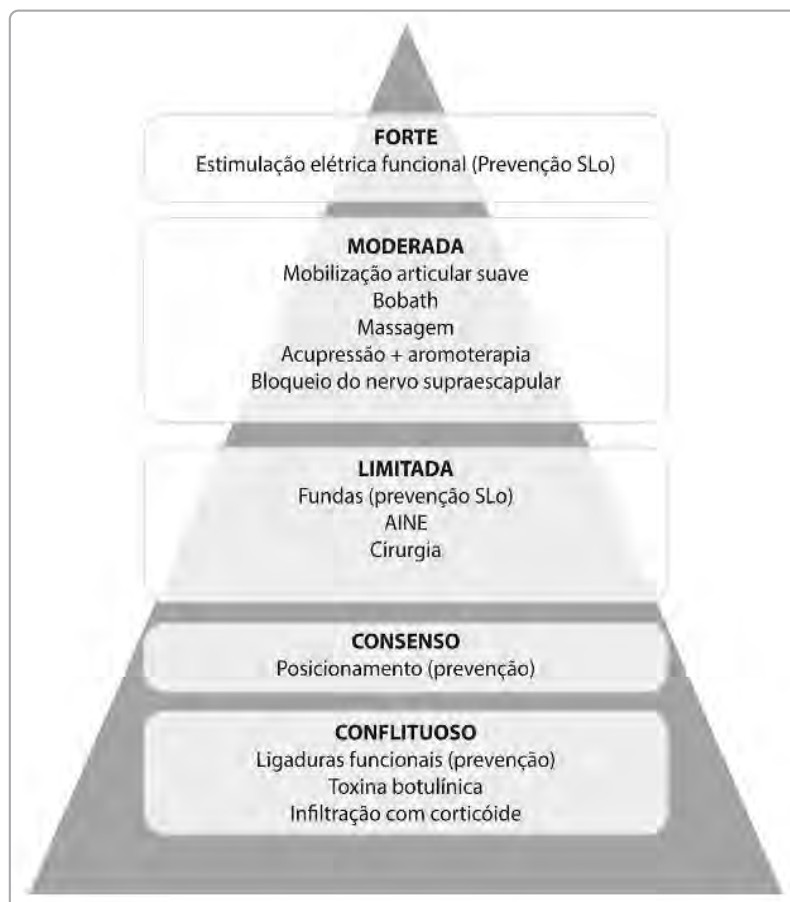 FORTE
Estimulação elétrica funcional (Prevenção SLo)
MODERADA
Mobilização articular suave
Bobath
Massagem
Acupressão + aromoterapia
Bloqueio do nervo supraescapular
LIMITADA
Fundas (prevenção SLo)
AINE
Cirurgia
CONSENSO
Posicionamento (prevenção)
CONFLITUOSO
Ligaduras funcionais (prevenção)
Toxina botulínica
Infiltração com corticóide